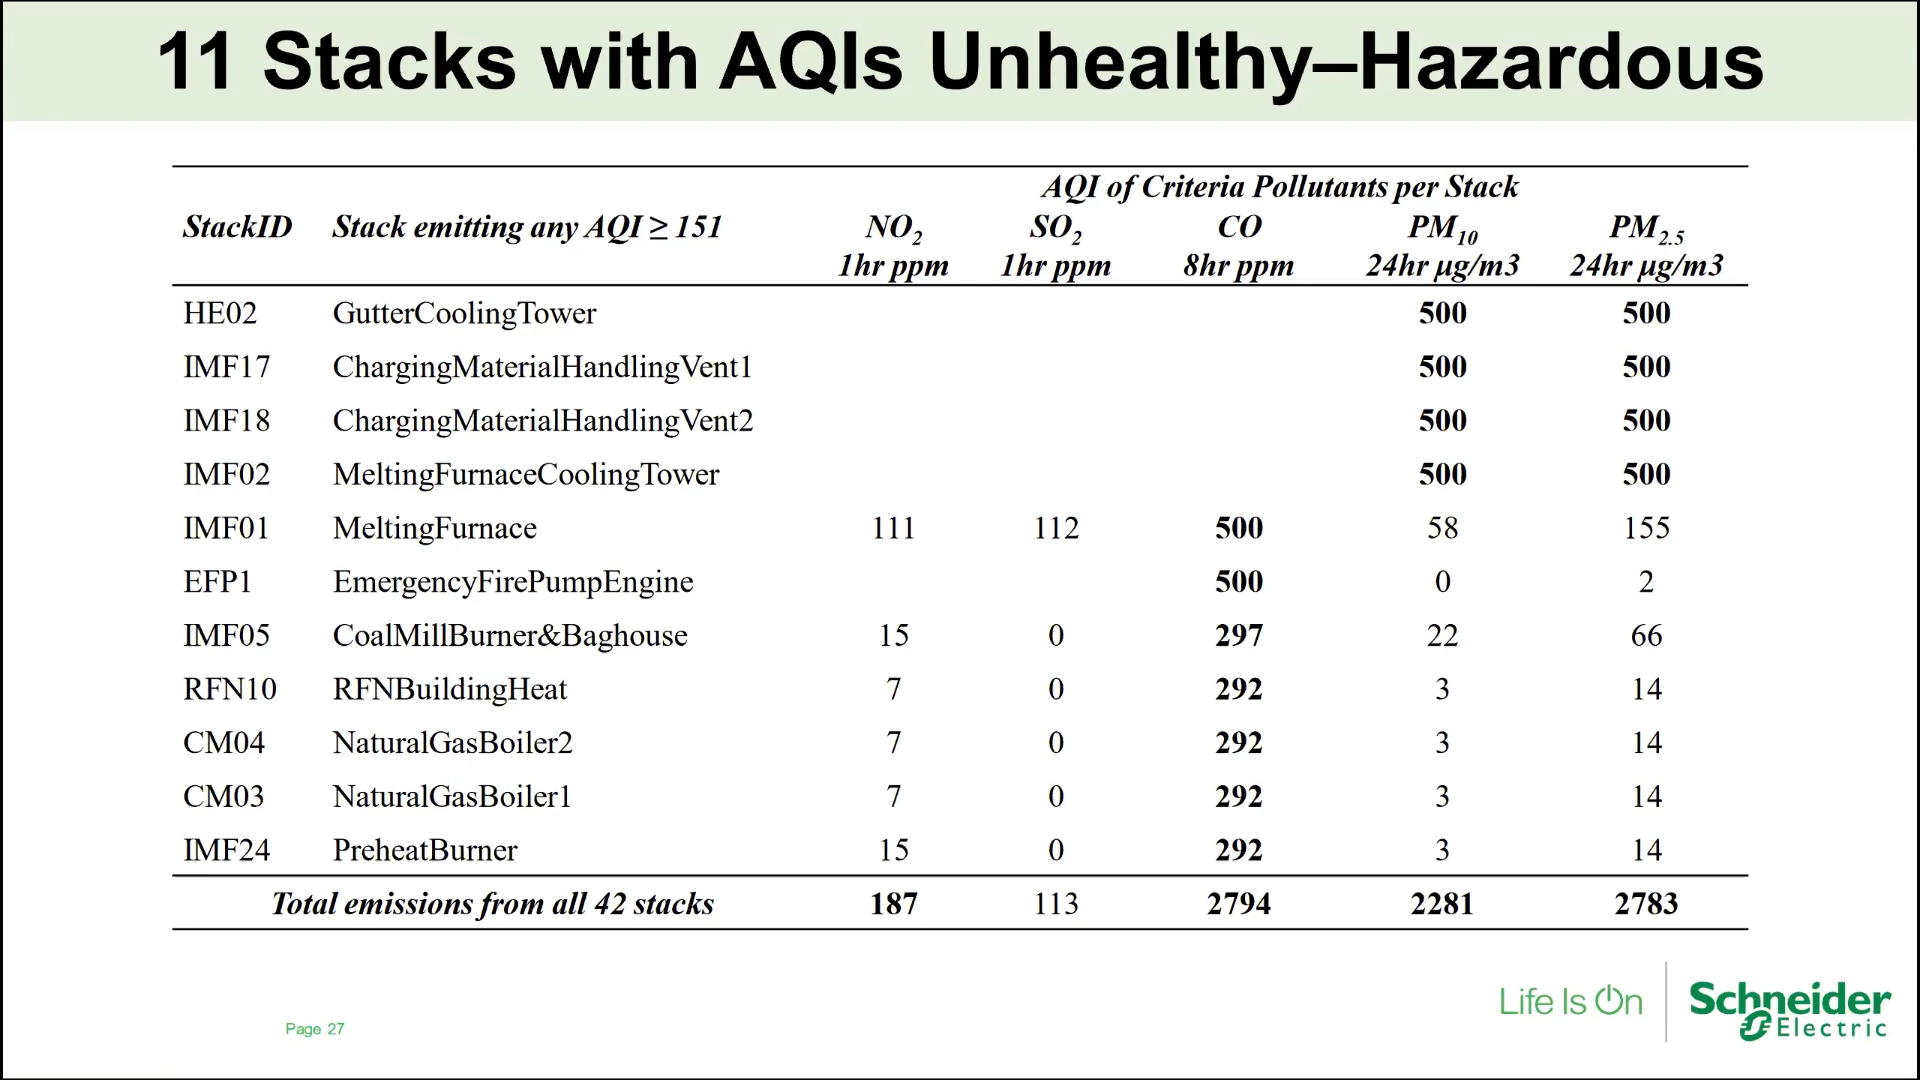 11 Stacks with AQIs Unhealthy–Hazardous
AQI of Criteria Pollutants per Stack
StackID Stack emitting any AQI ≥ 151 NO2 SO2 CO PM10 PM2.5
1hr ppm 1hr ppm 8hr ppm 24hr µg/m3 24hr µg/m3
HE02 GutterCoolingTower 500 500
IMF17 ChargingMaterialHandlingVent1 500 500
IMF18 ChargingMaterialHandlingVent2 500 500
IMF02 MeltingFurnaceCoolingTower 500 500
IMF01 MeltingFurnace 111 112 500 58 155
EFP1 EmergencyFirePumpEngine 500 0 2
IMF05 CoalMillBurner&Baghouse 15 0 297 22 66
RFN10 RFNBuildingHeat 7 0 292 3 14
CM04 NaturalGasBoiler2 7 0 292 3 14
CM03 NaturalGasBoiler1 7 0 292 3 14
IMF24 PreheatBurner 15 0 292 3 14
Total emissions from all 42 stacks 187 113 2794 2281 2783
Life Is On
Schneider
Electric
Page 27